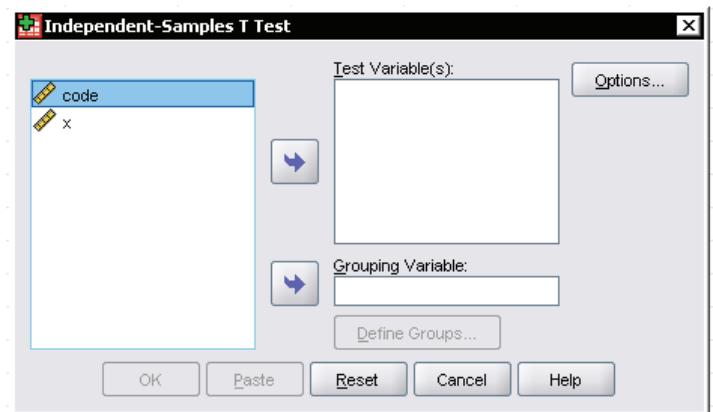 Independent-Samples T Test
Test Variable(s):
Options...
code
x
Grouping Variable:
Define Groups...
OK Paste Reset Cancel Help